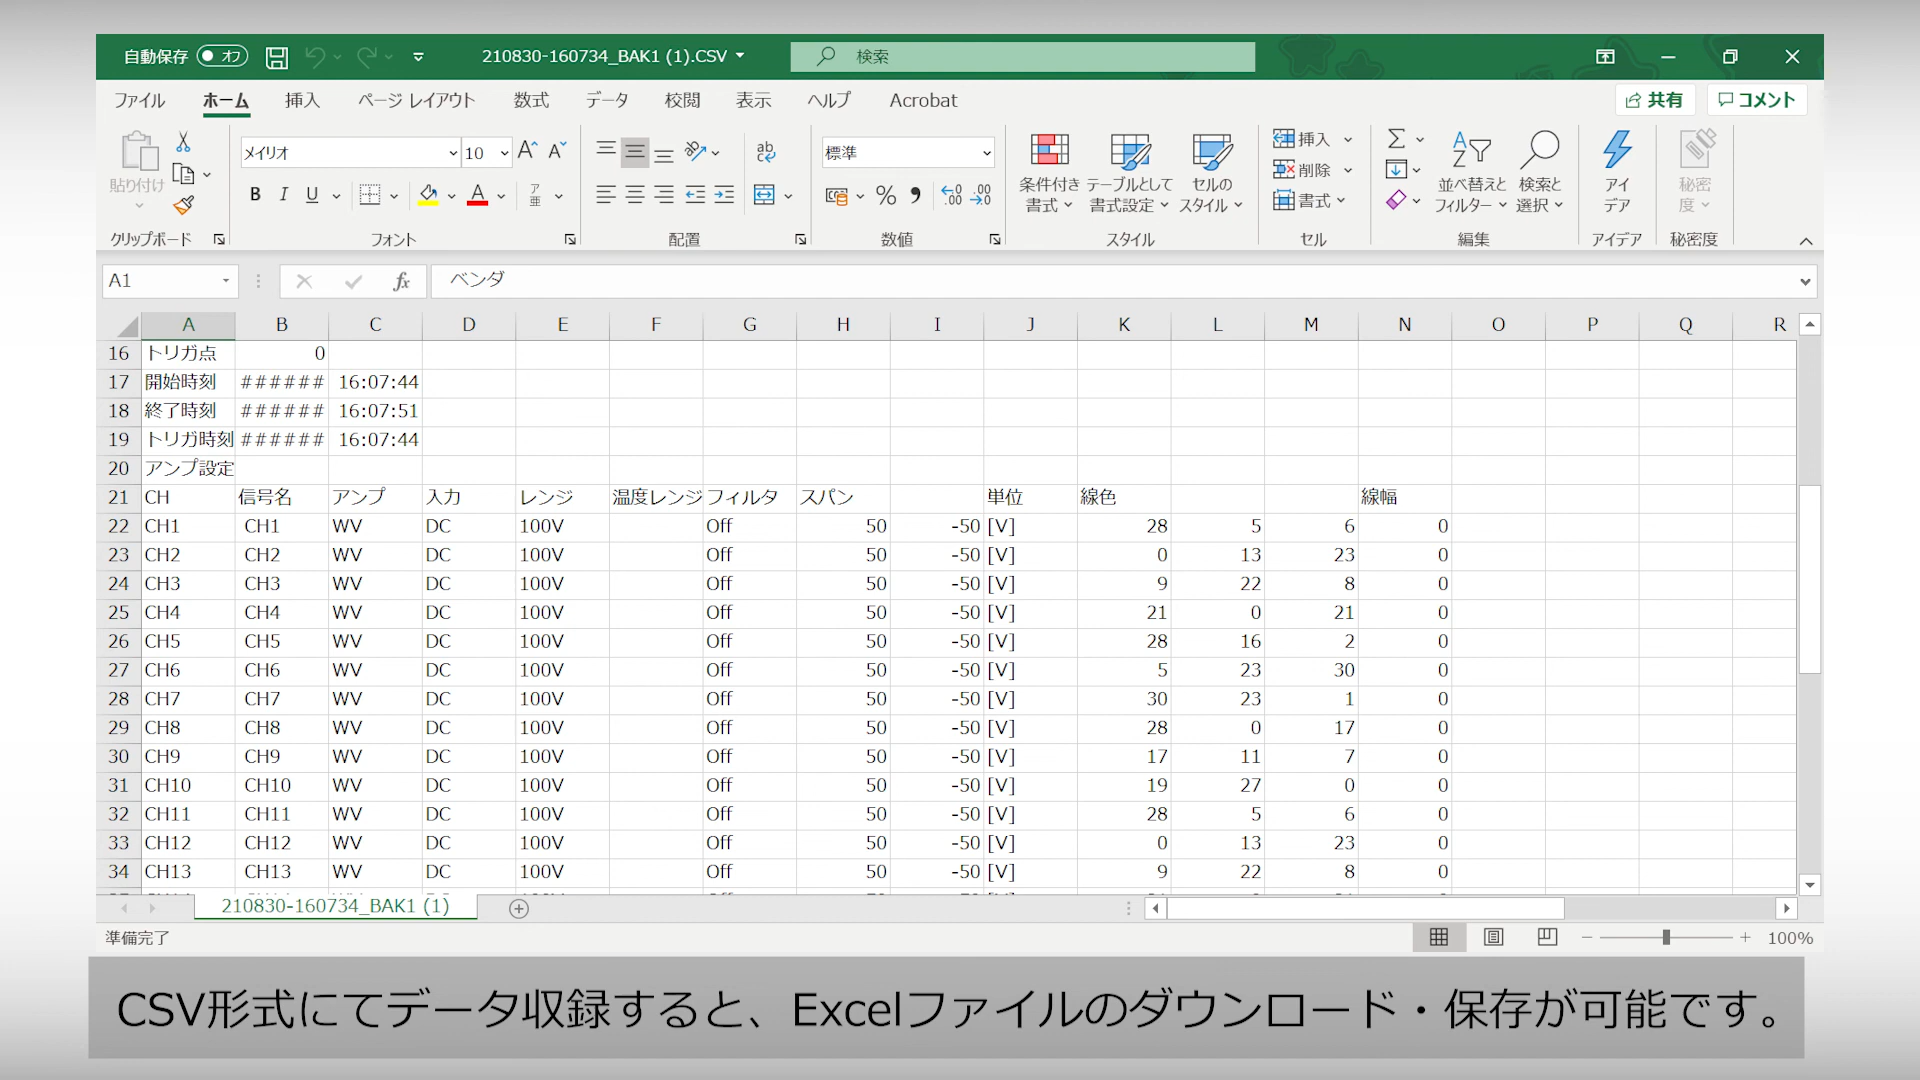 自動保存 オフ 210830-160734_BAK1 (1).CSV 検索
ファイル ホーム 挿入 ページ レイアウト 数式 データ 校閲 表示 ヘルプ Acrobat 共有 コメント
貼り付け メイリオ 10 標準 条件付き書式 テーブルとして書式設定 セルのスタイル 挿入 削除 書式 並べ替えとフィルター 検索と選択 アイデア 秘密度
クリップボード フォント 配置 数値 スタイル セル 編集 アイデア 秘密度
A1 fx ベンダ
A B C D E F G H I J K L M N O P Q R
16 トリガ点 0
17 開始時刻 ###### 16:07:44
18 終了時刻 ###### 16:07:51
19 トリガ時刻 ###### 16:07:44
20 アンプ設定
21 CH 信号名 アンプ 入力 レンジ 温度レンジ フィルタ スパン 単位 線色 線幅
22 CH1 CH1 WV DC 100V Off 50 -50 [V] 28 5 6 0
23 CH2 CH2 WV DC 100V Off 50 -50 [V] 0 13 23 0
24 CH3 CH3 WV DC 100V Off 50 -50 [V] 9 22 8 0
25 CH4 CH4 WV DC 100V Off 50 -50 [V] 21 0 21 0
26 CH5 CH5 WV DC 100V Off 50 -50 [V] 28 16 2 0
27 CH6 CH6 WV DC 100V Off 50 -50 [V] 5 23 30 0
28 CH7 CH7 WV DC 100V Off 50 -50 [V] 30 23 1 0
29 CH8 CH8 WV DC 100V Off 50 -50 [V] 28 0 17 0
30 CH9 CH9 WV DC 100V Off 50 -50 [V] 17 11 7 0
31 CH10 CH10 WV DC 100V Off 50 -50 [V] 19 27 0 0
32 CH11 CH11 WV DC 100V Off 50 -50 [V] 28 5 6 0
33 CH12 CH12 WV DC 100V Off 50 -50 [V] 0 13 23 0
34 CH13 CH13 WV DC 100V Off 50 -50 [V] 9 22 8 0
210830-160734_BAK1 (1)
準備完了 100%
CSV形式にてデータ収録すると、Excelファイルのダウンロード・保存が可能です。